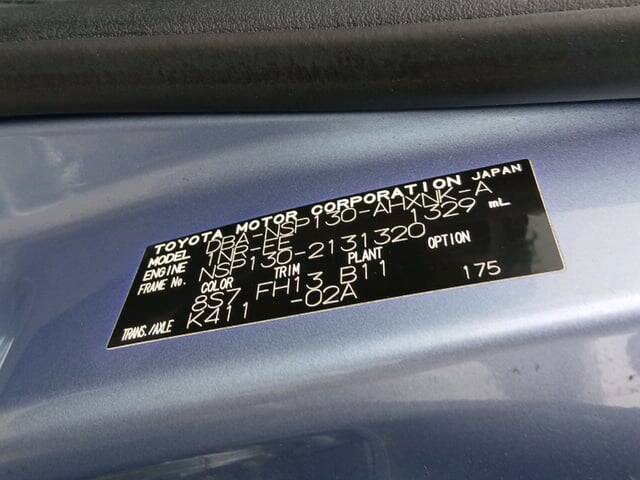 TOYOTA MOTOR CORPORATION JAPAN
MODEL DBA-NSP130-AHXNK-A
ENGINE 1NR-FE 1329 mL
FRAME No. NSP130-2131320
COLOR TRIM PLANT OPTION
8S7 FH13 B11 175
TRANS./AXLE K411 -02A